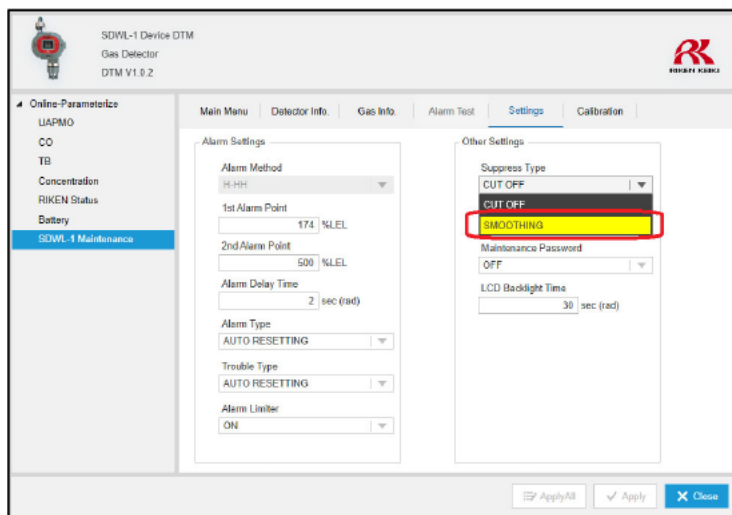 SDWL-1 Device DTM
Gas Detector
DTM V1.0.2
RIKEN KEIKI
Online-Parameterize
UAPMO
CO
TB
Concentration
RIKEN Status
Battery
SDWL-1 Maintenance
Main Menu Detector Info. Gas Info. Alarm Test Settings Calibration
Alarm Settings
Alarm Method
H-HH
1st Alarm Point
174 %LEL
2nd Alarm Point
500 %LEL
Alarm Delay Time
2 sec (rad)
Alarm Type
AUTO RESETTING
Trouble Type
AUTO RESETTING
Alarm Limiter
ON
Other Settings
Suppress Type
CUT OFF
CUT OFF
SMOOTHING
Maintenance Password
OFF
LCD Backlight Time
30 sec (rad)
ApplyAll Apply Close